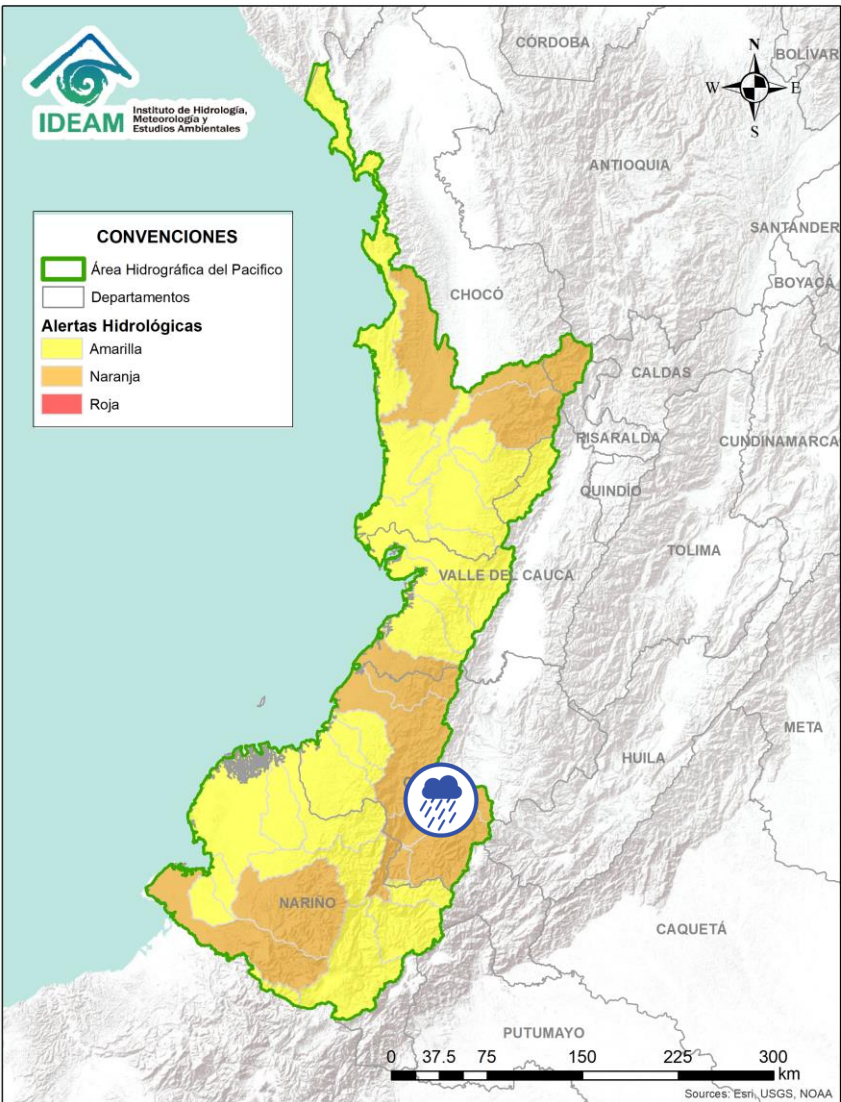 IDEAM
Instituto de Hidrología,
Meteorología y
Estudios Ambientales
N
W
E
S
CÓRDOBA
BOLÍVAR
ANTIOQUIA
SANTANDER
BOYACÁ
CHOCÓ
CALDAS
RISARALDA
CUNDINAMARCA
QUINDÍO
TOLIMA
VALLE DEL CAUCA
META
HUILA
NARIÑO
CAQUETÁ
PUTUMAYO
CONVENCIONES
Área Hidrográfica del Pacifico
Departamentos
Alertas Hidrológicas
Amarilla
Naranja
Roja
0 37.5 75 150 225 300
km
Sources: Esri, USGS, NOAA